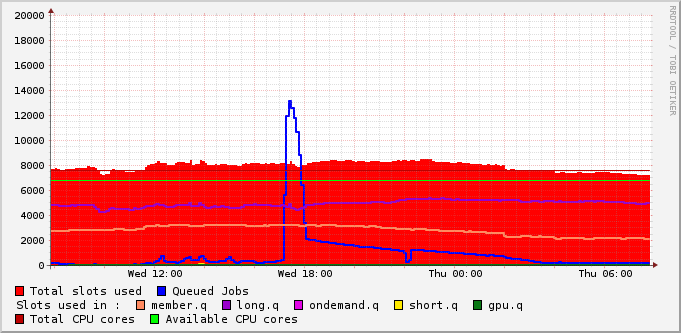 20000
18000
16000
14000
12000
10000
8000
6000
4000
2000
0
Wed 12:00 Wed 18:00 Thu 00:00 Thu 06:00
Total slots used Queued Jobs
Slots used in : member.q long.q ondemand.q short.q gpu.q
Total CPU cores Available CPU cores
RRDTOOL / TOBI OETIKER